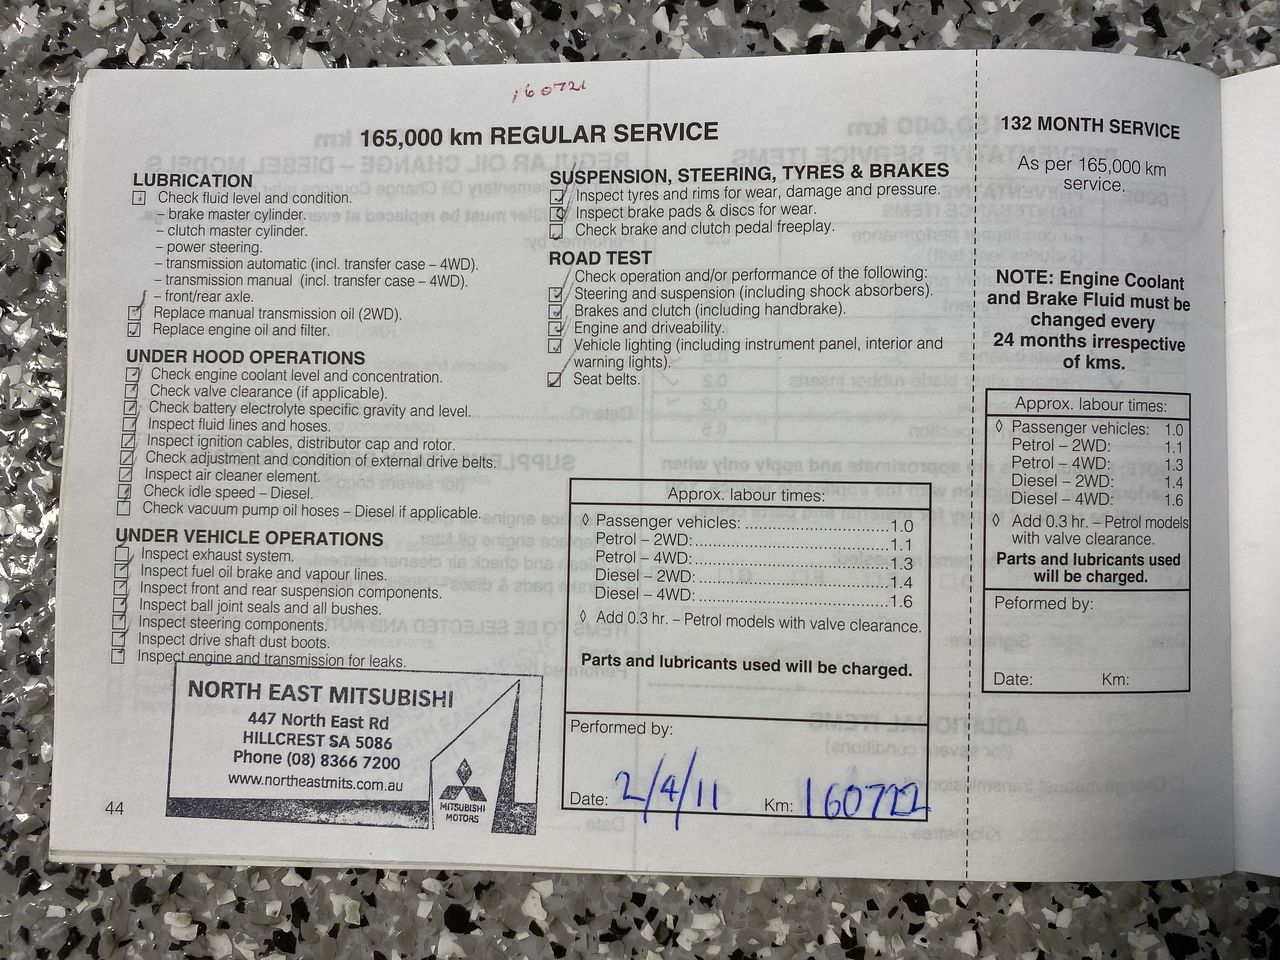 160721
165,000 km REGULAR SERVICE
LUBRICATION
Check fluid level and condition.
– brake master cylinder.
– clutch master cylinder.
– power steering.
– transmission automatic (incl. transfer case – 4WD).
– transmission manual (incl. transfer case – 4WD).
– front/rear axle.
Replace manual transmission oil (2WD).
Replace engine oil and filter.
UNDER HOOD OPERATIONS
Check engine coolant level and concentration.
Check valve clearance (if applicable).
Check battery electrolyte specific gravity and level.
Inspect fluid lines and hoses.
Inspect ignition cables, distributor cap and rotor.
Check adjustment and condition of external drive belts.
Inspect air cleaner element.
Check idle speed – Diesel.
Check vacuum pump oil hoses – Diesel if applicable.
UNDER VEHICLE OPERATIONS
Inspect exhaust system.
Inspect fuel oil brake and vapour lines.
Inspect front and rear suspension components.
Inspect ball joint seals and all bushes.
Inspect steering components.
Inspect drive shaft dust boots.
Inspect engine and transmission for leaks.
NORTH EAST MITSUBISHI
447 North East Rd
HILLCREST SA 5086
Phone (08) 8366 7200
www.northeastmits.com.au
MITSUBISHI
MOTORS
44
SUSPENSION, STEERING, TYRES & BRAKES
Inspect tyres and rims for wear, damage and pressure.
Inspect brake pads & discs for wear.
Check brake and clutch pedal freeplay.
ROAD TEST
Check operation and/or performance of the following:
Steering and suspension (including shock absorbers).
Brakes and clutch (including handbrake).
Engine and driveability.
Vehicle lighting (including instrument panel, interior and
warning lights).
Seat belts.
Approx. labour times:
◊ Passenger vehicles: ........................... 1.0
Petrol – 2WD:........................................1.1
Petrol – 4WD:........................................1.3
Diesel – 2WD:........................................1.4
Diesel – 4WD:........................................1.6
◊ Add 0.3 hr. – Petrol models with valve clearance.
Parts and lubricants used will be charged.
Performed by:
Date: 2/4/11 Km: 160722
132 MONTH SERVICE
As per 165,000 km
service.
NOTE: Engine Coolant
and Brake Fluid must be
changed every
24 months irrespective
of kms.
Approx. labour times:
◊ Passenger vehicles: 1.0
Petrol – 2WD: 1.1
Petrol – 4WD: 1.3
Diesel – 2WD: 1.4
Diesel – 4WD: 1.6
◊ Add 0.3 hr. – Petrol models
with valve clearance.
Parts and lubricants used
will be charged.
Peformed by:
Date: Km: